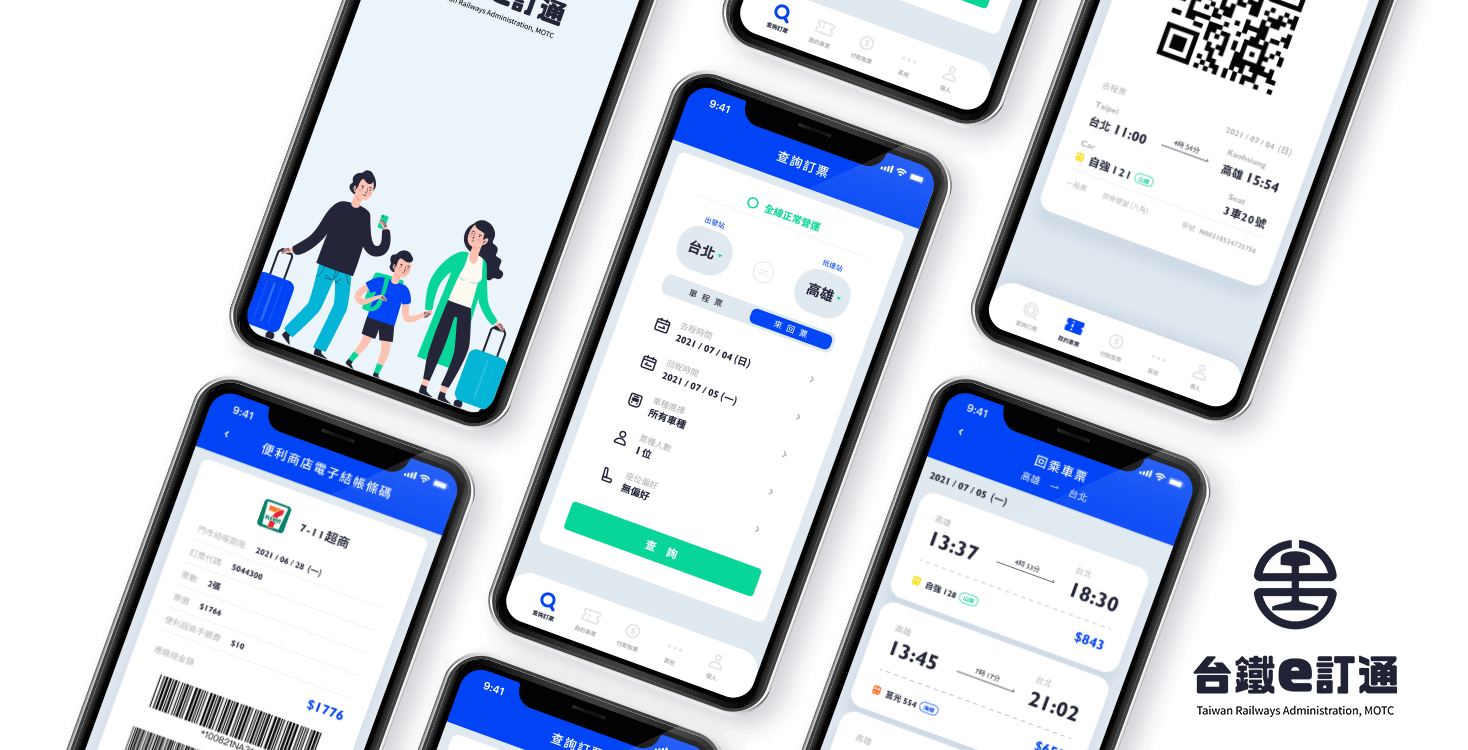 訂通
Taiwan Railways Administration, MOTC
查詢訂票
我的車票
付款取票
其他
個人
去程票
Taipei
台北 11:00
4時 54分
2021 / 07 / 04 (日)
Kaohsiung
高雄 15:54
Car
自強 121
山線
Seat
3車20號
一般票
票號
查詢訂票
我的車票
付款取票
其他
個人
9:41
查詢訂票
全線正常營運
出發站
台北
抵達站
高雄
單程票
來回票
去程時間
2021 / 07 / 04 (日)
回程時間
2021 / 07 / 05 (一)
車種選擇
所有車種
票種人數
1 位
座位偏好
無偏好
查詢
查詢訂票
我的車票
付款取票
其他
個人
9:41
便利商店電子結帳條碼
7-11超商
門市結帳期限
2021 / 06 / 28 (一)
訂票代碼
5044300
票數
2張
票價
$1766
便利超商手續費
$10
應繳總金額
$1776
9:41
查詢訂票
9:41
回乘車票
高雄 → 台北
2021 / 07 / 05 (一)
高雄
13:37
4時 53分
台北
18:30
自強 128
山線
$843
高雄
13:45
7時 17分
台北
21:02
莒光 554
海線
高雄
台鐵e訂通
Taiwan Railways Administration, MOTC